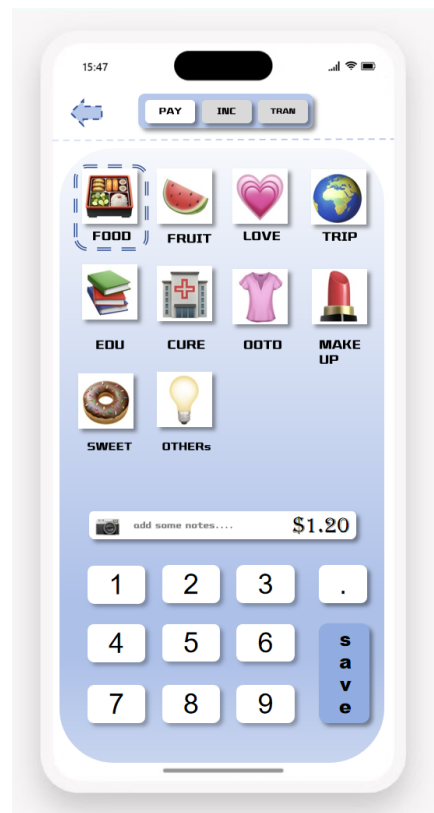 15:47
PAY INC TRAN
FOOD FRUIT LOVE TRIP
EDU CURE OOTD MAKE
UP
SWEET OTHERs
add some notes.... $1.20
1 2 3 .
4 5 6 save
7 8 9